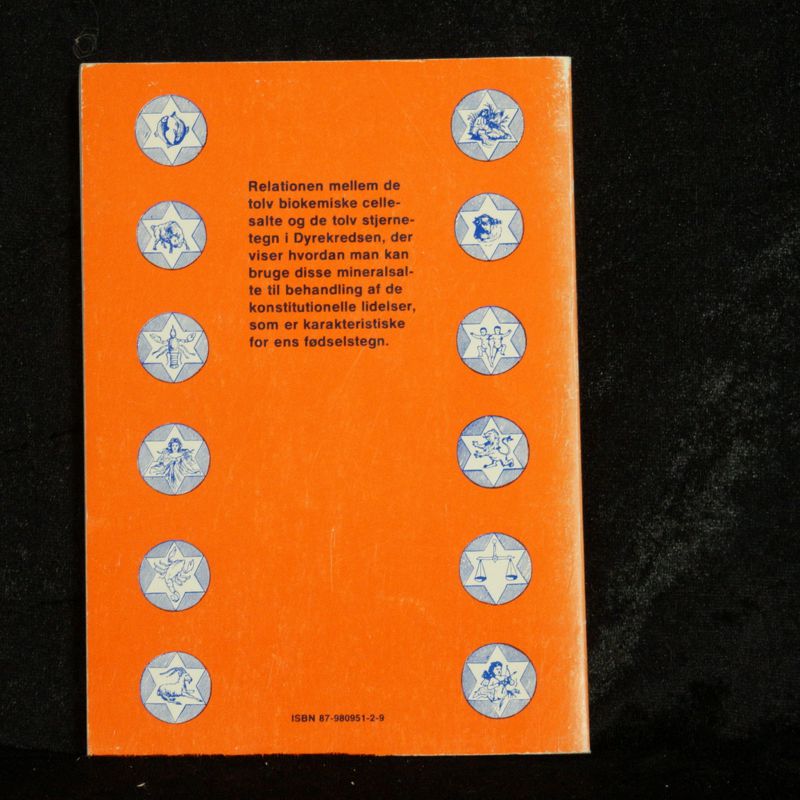 Relationen mellem de
tolv biokemiske celle-
salte og de tolv stjerne-
tegn i Dyrekredsen, der
viser hvordan man kan
bruge disse mineralsal-
te til behandling af de
konstitutionelle lidelser,
som er karakteristiske
for ens fødselstegn.
ISBN 87-980951-2-9